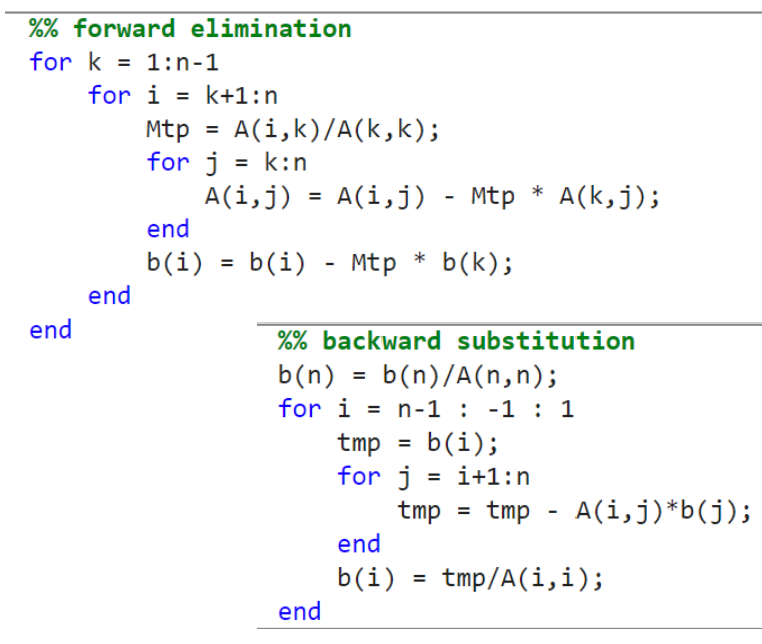 %% forward elimination
for k = 1:n-1
    for i = k+1:n
        Mtp = A(i,k)/A(k,k);
        for j = k:n
            A(i,j) = A(i,j) - Mtp * A(k,j);
        end
        b(i) = b(i) - Mtp * b(k);
    end
end
%% backward substitution
b(n) = b(n)/A(n,n);
for i = n-1 : -1 : 1
    tmp = b(i);
    for j = i+1:n
        tmp = tmp - A(i,j)*b(j);
    end
    b(i) = tmp/A(i,i);
end